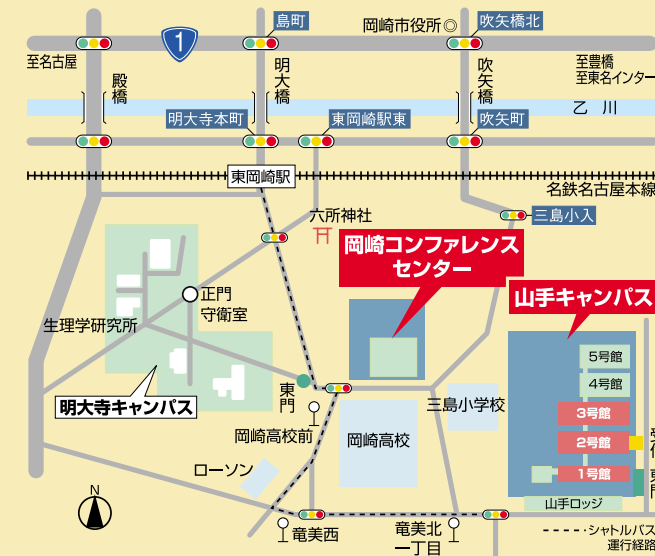 島町
岡崎市役所◎
吹矢橋北
1
至名古屋
殿橋
明大橋
吹矢橋
至豊橋
至東名インター
乙 川
明大寺本町
東岡崎駅東
吹矢町
東岡崎駅
名鉄名古屋本線
六所神社
三島小入
岡崎コンファレンス
センター
山手キャンパス
正門
守衛室
生理学研究所
5号館
4号館
3号館
2号館
1号館
東門
明大寺キャンパス
三島小学校
岡崎高校前
岡崎高校
ローソン
山手ロッジ
N
竜美西
竜美北
一丁目
シャトルバス
運行経路